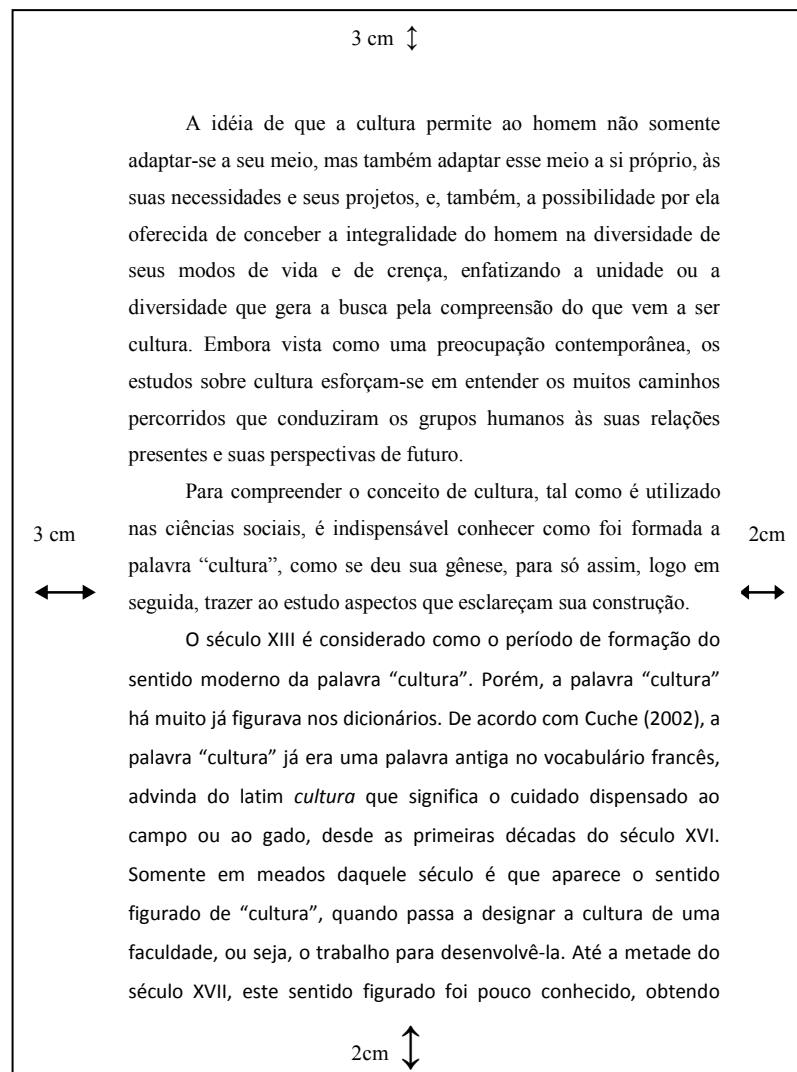 3 cm ↕
A idéia de que a cultura permite ao homem não somente
adaptar-se a seu meio, mas também adaptar esse meio a si próprio, às
suas necessidades e seus projetos, e, também, a possibilidade por ela
oferecida de conceber a integralidade do homem na diversidade de
seus modos de vida e de crença, enfatizando a unidade ou a
diversidade que gera a busca pela compreensão do que vem a ser
cultura. Embora vista como uma preocupação contemporânea, os
estudos sobre cultura esforçam-se em entender os muitos caminhos
percorridos que conduziram os grupos humanos às suas relações
presentes e suas perspectivas de futuro.
Para compreender o conceito de cultura, tal como é utilizado
nas ciências sociais, é indispensável conhecer como foi formada a
palavra “cultura”, como se deu sua gênese, para só assim, logo em
seguida, trazer ao estudo aspectos que esclareçam sua construção.
3 cm
2cm
O século XIII é considerado como o período de formação do
sentido moderno da palavra “cultura”. Porém, a palavra “cultura”
há muito já figurava nos dicionários. De acordo com Cuche (2002), a
palavra “cultura” já era uma palavra antiga no vocabulário francês,
advinda do latim cultura que significa o cuidado dispensado ao
campo ou ao gado, desde as primeiras décadas do século XVI.
Somente em meados daquele século é que aparece o sentido
figurado de “cultura”, quando passa a designar a cultura de uma
faculdade, ou seja, o trabalho para desenvolvê-la. Até a metade do
século XVII, este sentido figurado foi pouco conhecido, obtendo
2cm ↕